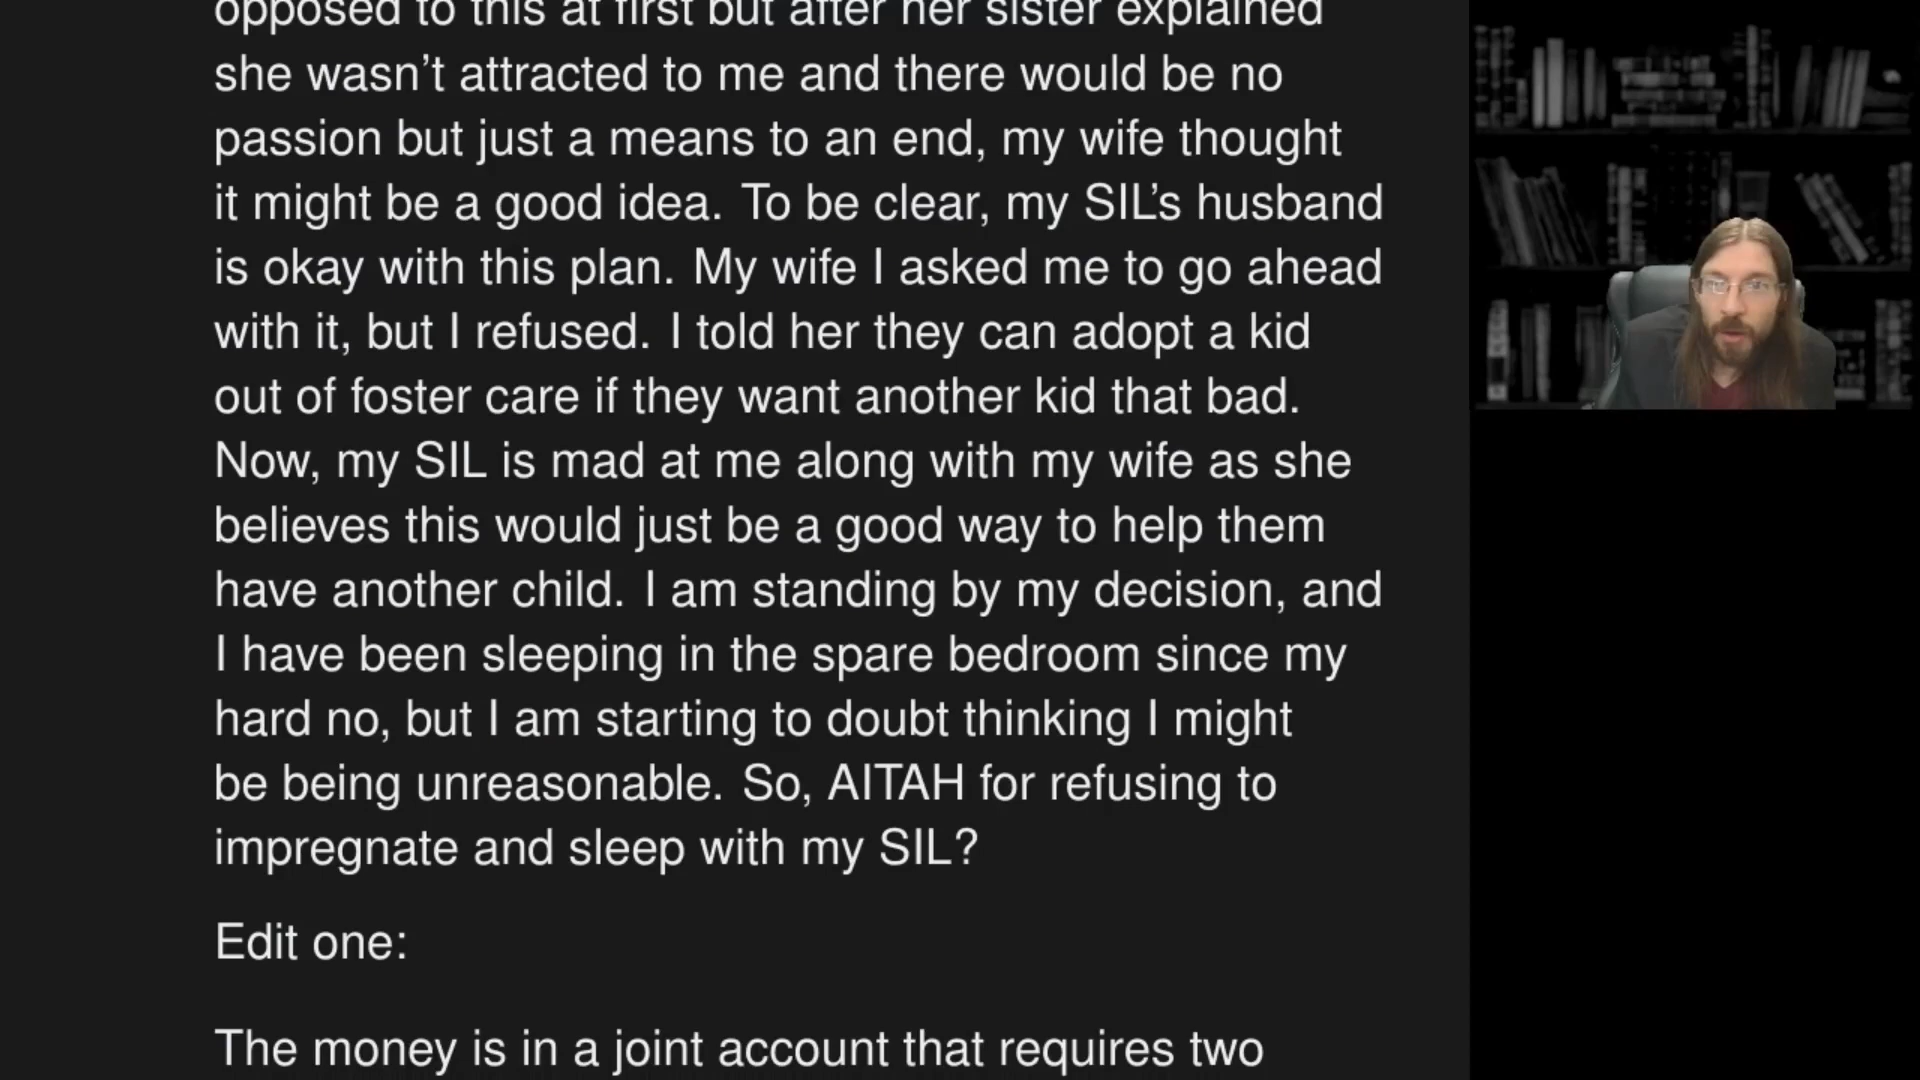 opposed to this at first but after her sister explained
she wasn’t attracted to me and there would be no
passion but just a means to an end, my wife thought
it might be a good idea. To be clear, my SIL’s husband
is okay with this plan. My wife I asked me to go ahead
with it, but I refused. I told her they can adopt a kid
out of foster care if they want another kid that bad.
Now, my SIL is mad at me along with my wife as she
believes this would just be a good way to help them
have another child. I am standing by my decision, and
I have been sleeping in the spare bedroom since my
hard no, but I am starting to doubt thinking I might
be being unreasonable. So, AITAH for refusing to
impregnate and sleep with my SIL?
Edit one:
The money is in a joint account that requires two